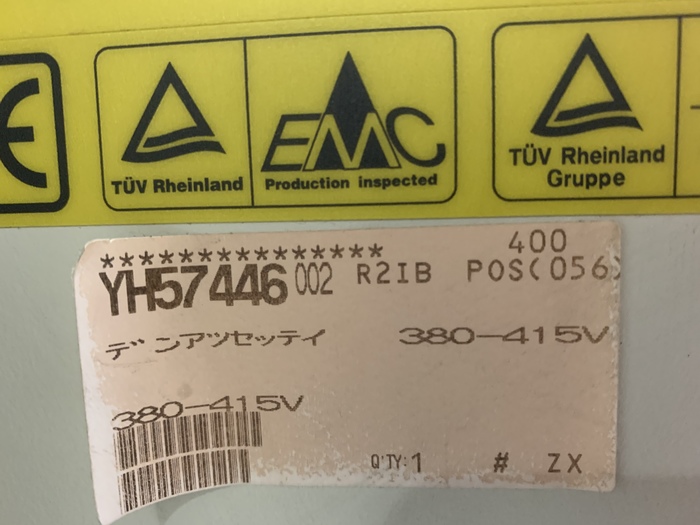 CE
TÜV Rheinland
EMC
Production inspected
TÜV Rheinland
Gruppe
***************
400
YH57446 002 R2IB POS(056)
デンアツセッテイ 380-415V
380-415V
Q'TY:1 # ZX